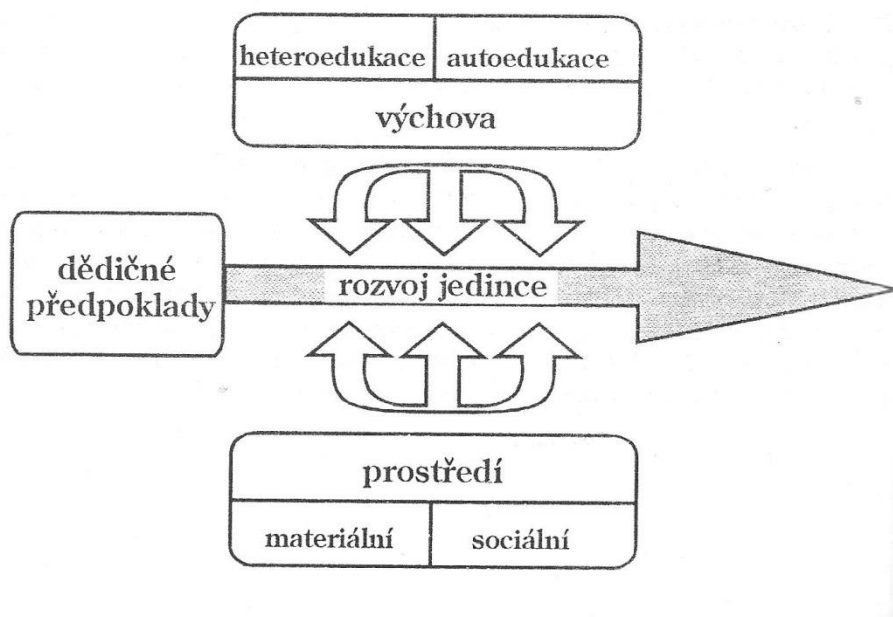 heteroedukace
autoedukace
výchova
dědičné
předpoklady
rozvoj jedince
prostředí
materiální
sociální